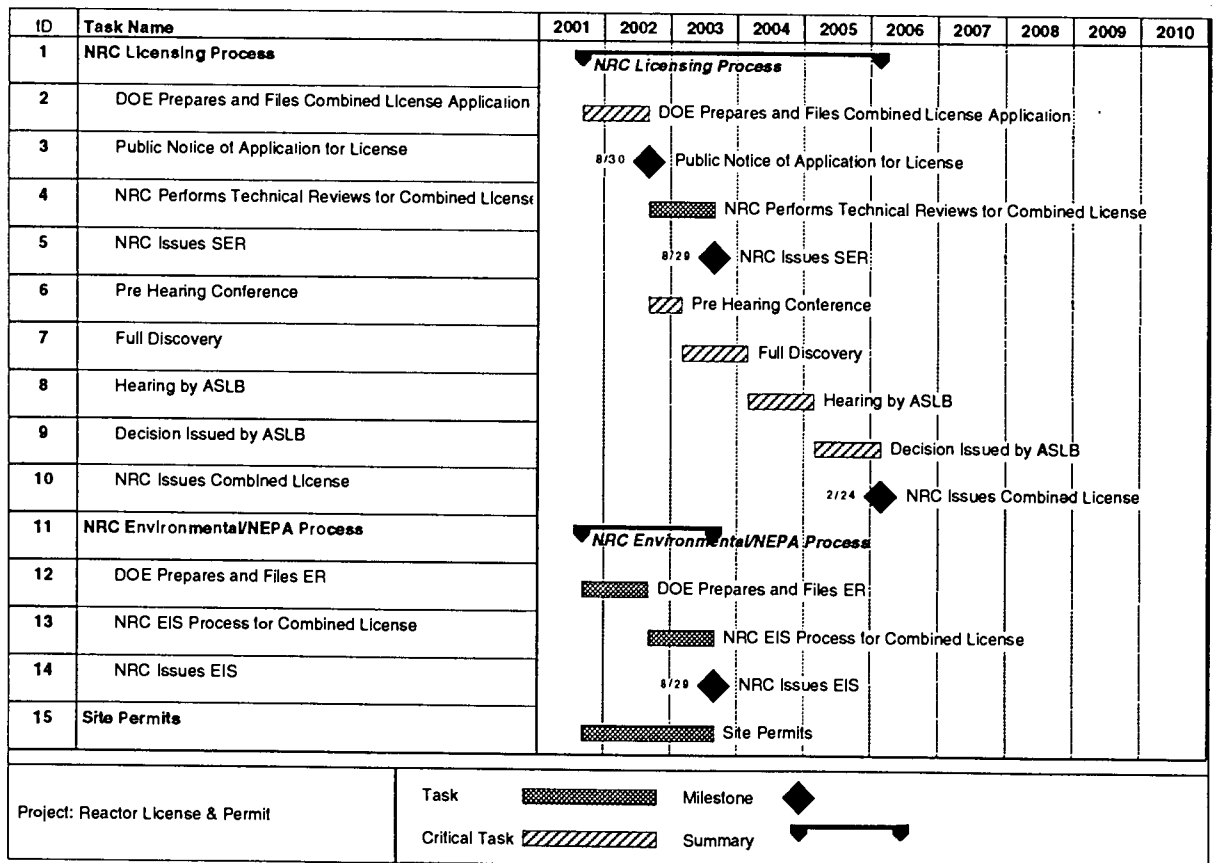 ID Task Name 2001 2002 2003 2004 2005 2006 2007 2008 2009 2010
1 NRC Licensing Process NRC Licensing Process
2 DOE Prepares and Files Combined License Application DOE Prepares and Files Combined License Application
3 Public Notice of Application for License 8/30 Public Notice of Application for License
4 NRC Performs Technical Reviews for Combined License NRC Performs Technical Reviews for Combined License
5 NRC Issues SER 8/29 NRC Issues SER
6 Pre Hearing Conference Pre Hearing Conference
7 Full Discovery Full Discovery
8 Hearing by ASLB Hearing by ASLB
9 Decision Issued by ASLB Decision Issued by ASLB
10 NRC Issues Combined License 2/24 NRC Issues Combined License
11 NRC Environmental/NEPA Process NRC Environmental/NEPA Process
12 DOE Prepares and Files ER DOE Prepares and Files ER
13 NRC EIS Process for Combined License NRC EIS Process for Combined License
14 NRC Issues EIS 8/29 NRC Issues EIS
15 Site Permits Site Permits
Project: Reactor License & Permit
Task Milestone
Critical Task Summary